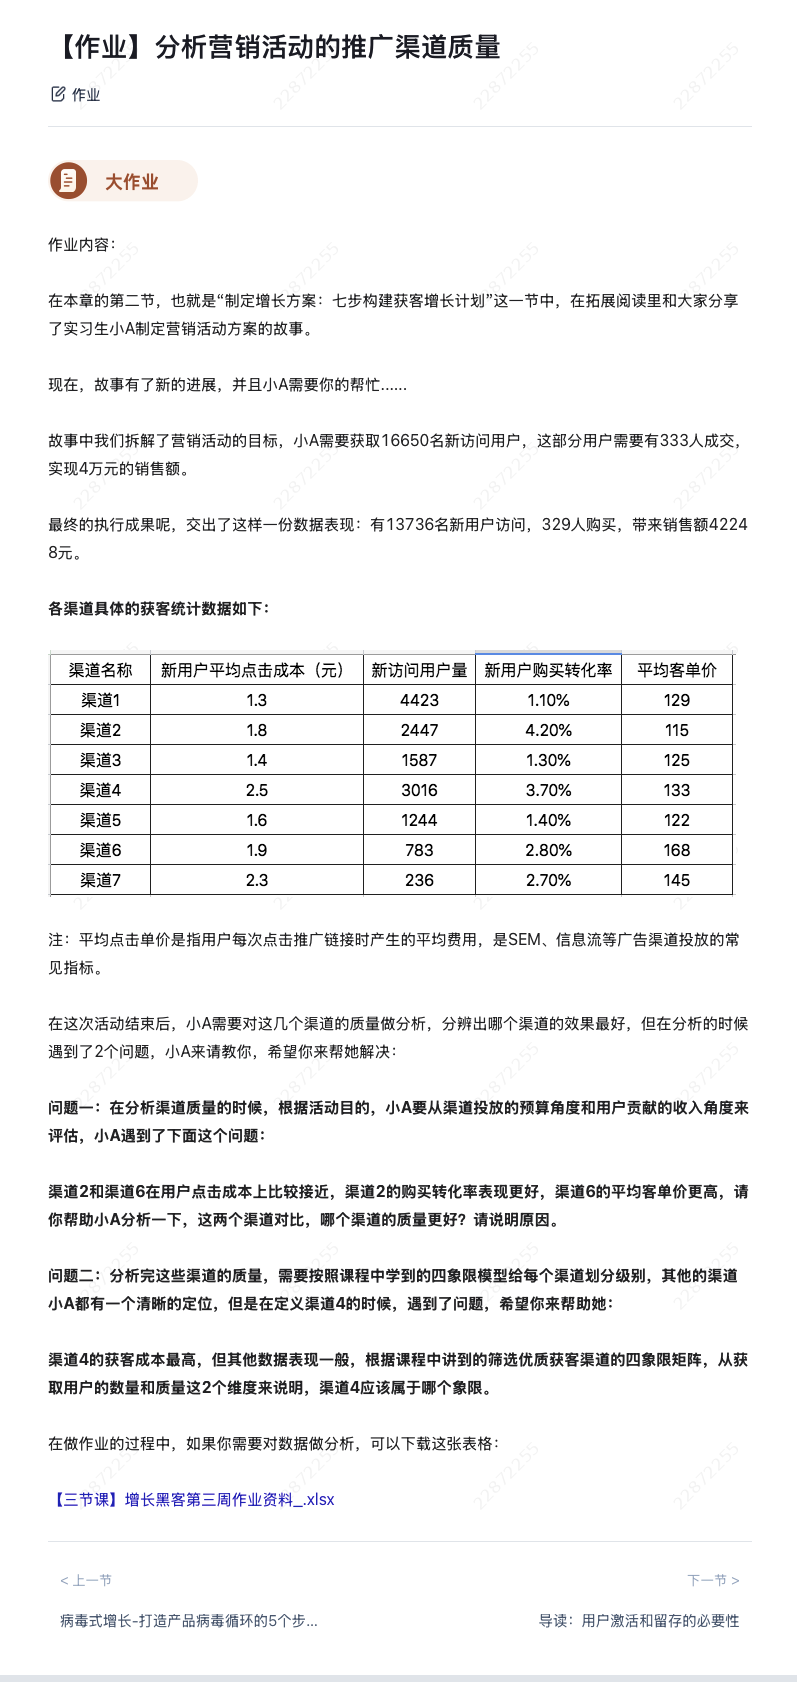 【作业】分析营销活动的推广渠道质量
作业
大作业
作业内容：
在本章的第二节，也就是“制定增长方案：七步构建获客增长计划”这一节中，在拓展阅读里和大家分享
了实习生小A制定营销活动方案的故事。
现在，故事有了新的进展，并且小A需要你的帮忙......
故事中我们拆解了营销活动的目标，小A需要获取16650名新访问用户，这部分用户需要有333人成交，
实现4万元的销售额。
最终的执行成果呢，交出了这样一份数据表现：有13736名新用户访问，329人购买，带来销售额4224
8元。
各渠道具体的获客统计数据如下：
渠道名称 新用户平均点击成本（元） 新访问用户量 新用户购买转化率 平均客单价
渠道1 1.3 4423 1.10% 129
渠道2 1.8 2447 4.20% 115
渠道3 1.4 1587 1.30% 125
渠道4 2.5 3016 3.70% 133
渠道5 1.6 1244 1.40% 122
渠道6 1.9 783 2.80% 168
渠道7 2.3 236 2.70% 145
注：平均点击单价是指用户每次点击推广链接时产生的平均费用，是SEM、信息流等广告渠道投放的常
见指标。
在这次活动结束后，小A需要对这几个渠道的质量做分析，分辨出哪个渠道的效果最好，但在分析的时候
遇到了2个问题，小A来请教你，希望你来帮她解决：
问题一：在分析渠道质量的时候，根据活动目的，小A要从渠道投放的预算角度和用户贡献的收入角度来
评估，小A遇到了下面这个问题：
渠道2和渠道6在用户点击成本上比较接近，渠道2的购买转化率表现更好，渠道6的平均客单价更高，请
你帮助小A分析一下，这两个渠道对比，哪个渠道的质量更好？请说明原因。
问题二：分析完这些渠道的质量，需要按照课程中学到的四象限模型给每个渠道划分级别，其他的渠道
小A都有一个清晰的定位，但是在定义渠道4的时候，遇到了问题，希望你来帮助她：
渠道4的获客成本最高，但其他数据表现一般，根据课程中讲到的筛选优质获客渠道的四象限矩阵，从获
取用户的数量和质量这2个维度来说明，渠道4应该属于哪个象限。
在做作业的过程中，如果你需要对数据做分析，可以下载这张表格：
【三节课】增长黑客第三周作业资料_.xlsx
< 上一节 下一节 >
病毒式增长-打造产品病毒循环的5个步... 导读：用户激活和留存的必要性
22872255